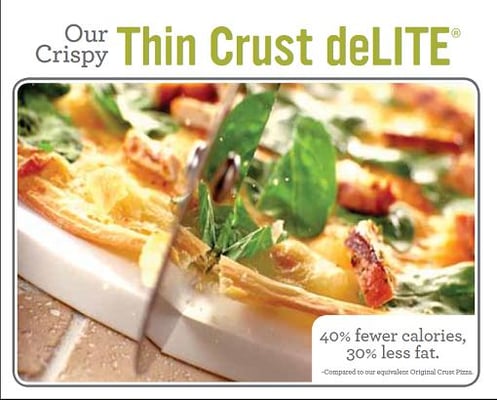 Our
Crispy
Thin Crust deLITE®
40% fewer calories,
30% less fat.
-Compared to our equivalent Original Crust Pizza.